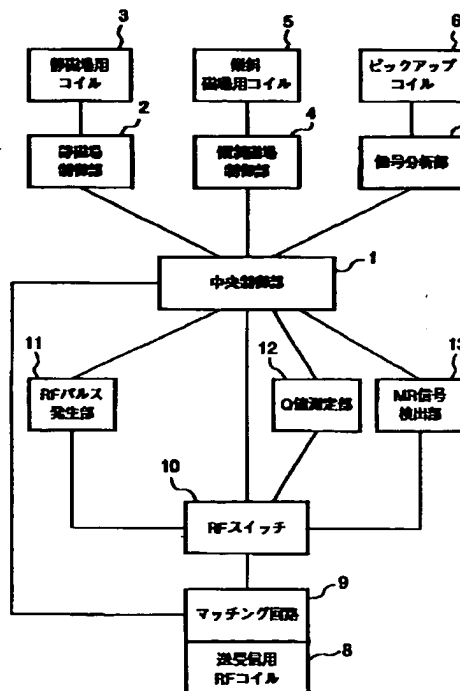 3
5
6
静磁場用
コイル
傾斜
磁場用コイル
ピックアップ
コイル
2
4
静磁場
制御部
傾斜磁場
制御部
信号分析部
1
中央制御部
11
12
13
RFパルス
発生部
Q値測定部
MR信号
検出部
10
RFスイッチ
9
マッチング回路
送受信用
RFコイル
8